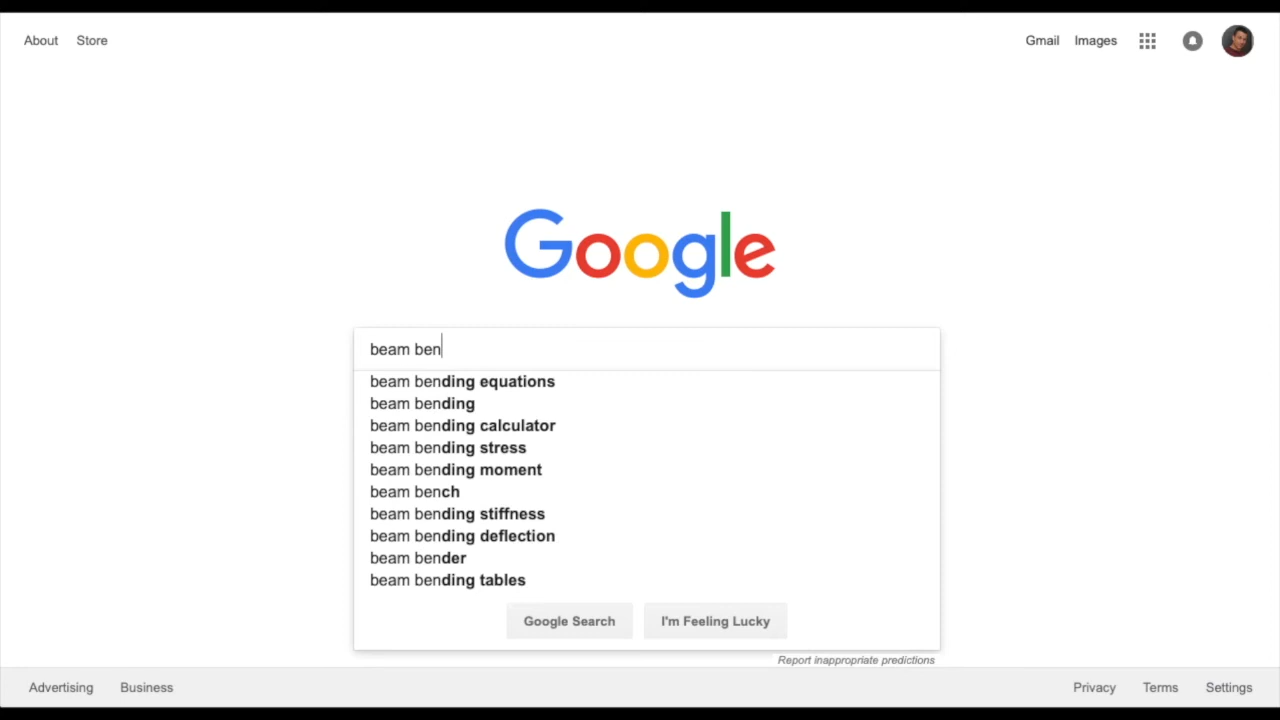 About Store Gmail Images
Google
beam ben
beam bending equations
beam bending
beam bending calculator
beam bending stress
beam bending moment
beam bench
beam bending stiffness
beam bending deflection
beam bender
beam bending tables
Google Search I'm Feeling Lucky
Report inappropriate predictions
Advertising Business Privacy Terms Settings